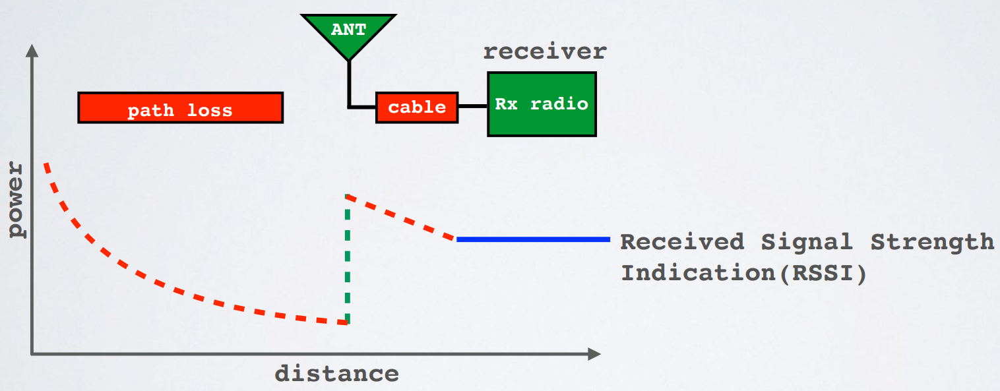 ANT
receiver
path loss
cable
Rx radio
power
Received Signal Strength
Indication(RSSI)
distance